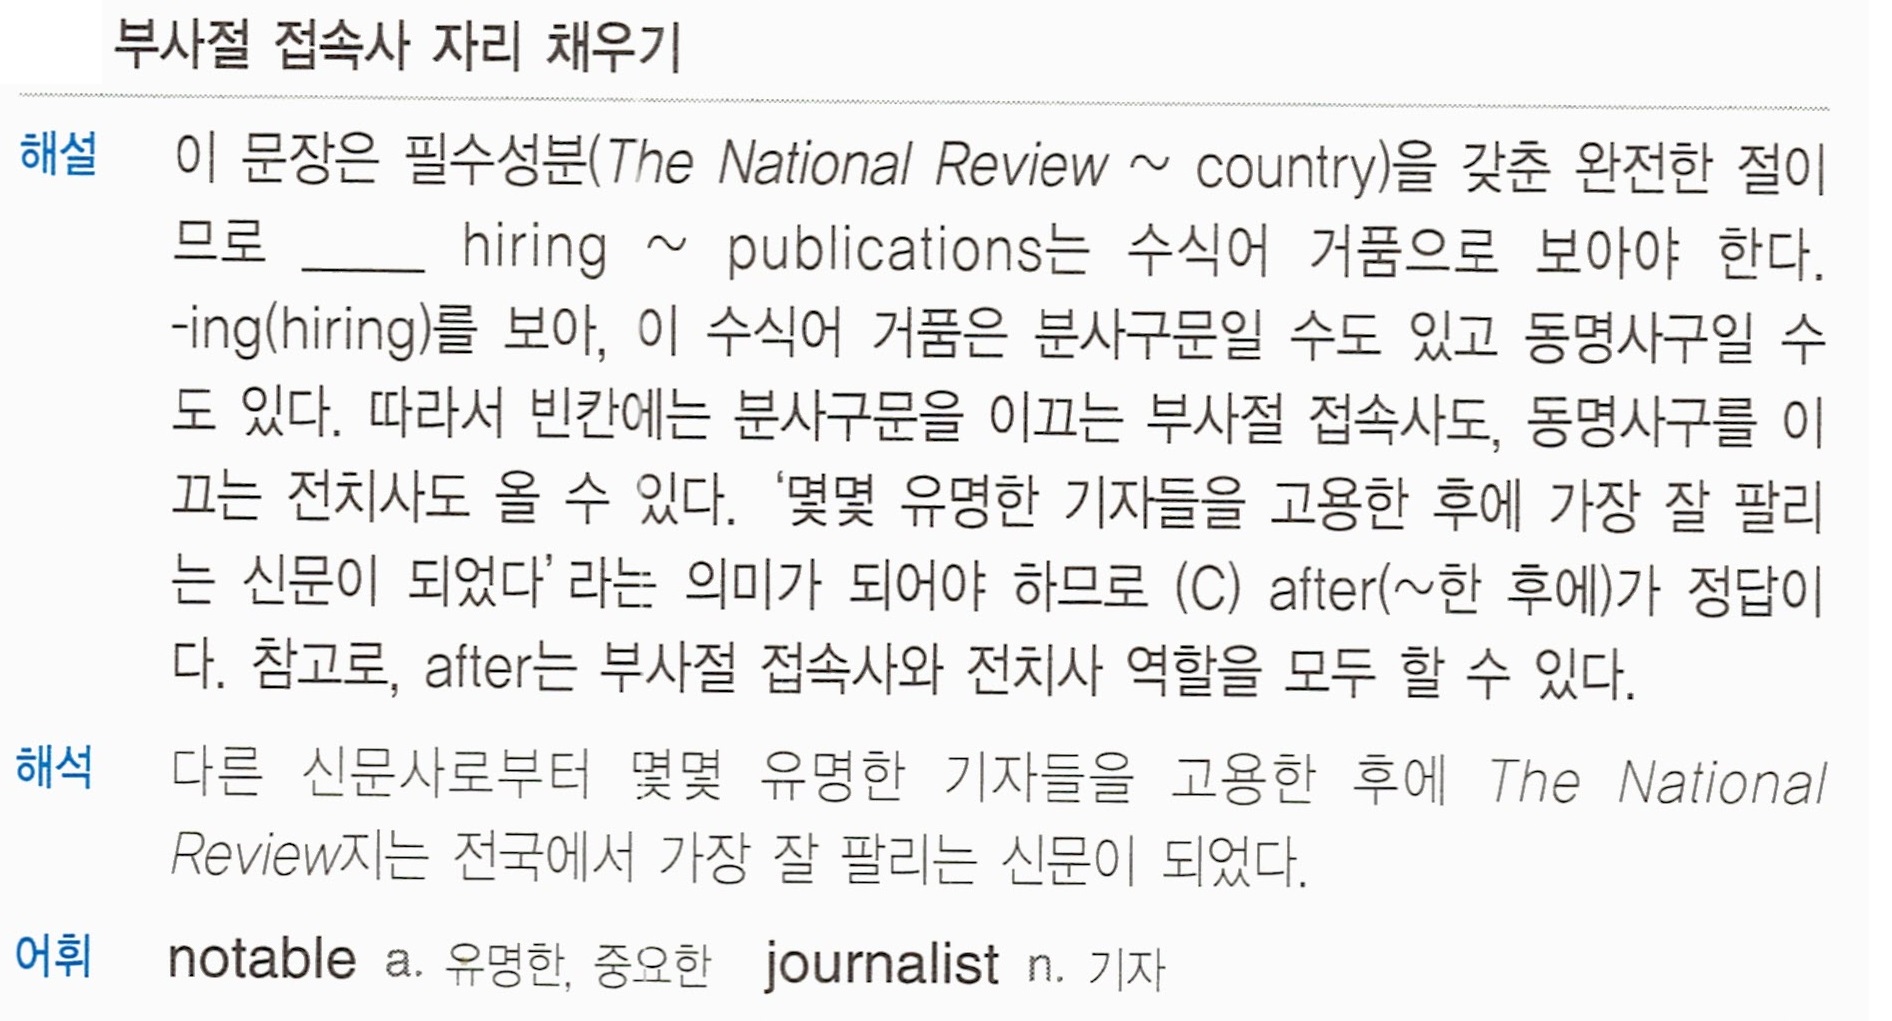 부사절 접속사 자리 채우기
해설 이 문장은 필수성분(The National Review ~ country)을 갖춘 완전한 절이
므로 ____ hiring ~ publications는 수식어 거품으로 보아야 한다.
-ing(hiring)를 보아, 이 수식어 거품은 분사구문일 수도 있고 동명사구일 수
도 있다. 따라서 빈칸에는 분사구문을 이끄는 부사절 접속사도, 동명사구를 이
끄는 전치사도 올 수 있다. ‘몇몇 유명한 기자들을 고용한 후에 가장 잘 팔리
는 신문이 되었다’라는 의미가 되어야 하므로 (C) after(~한 후에)가 정답이
다. 참고로, after는 부사절 접속사와 전치사 역할을 모두 할 수 있다.
해석 다른 신문사로부터 몇몇 유명한 기자들을 고용한 후에 The National
Review지는 전국에서 가장 잘 팔리는 신문이 되었다.
어휘 notable a. 유명한, 중요한 journalist n. 기자